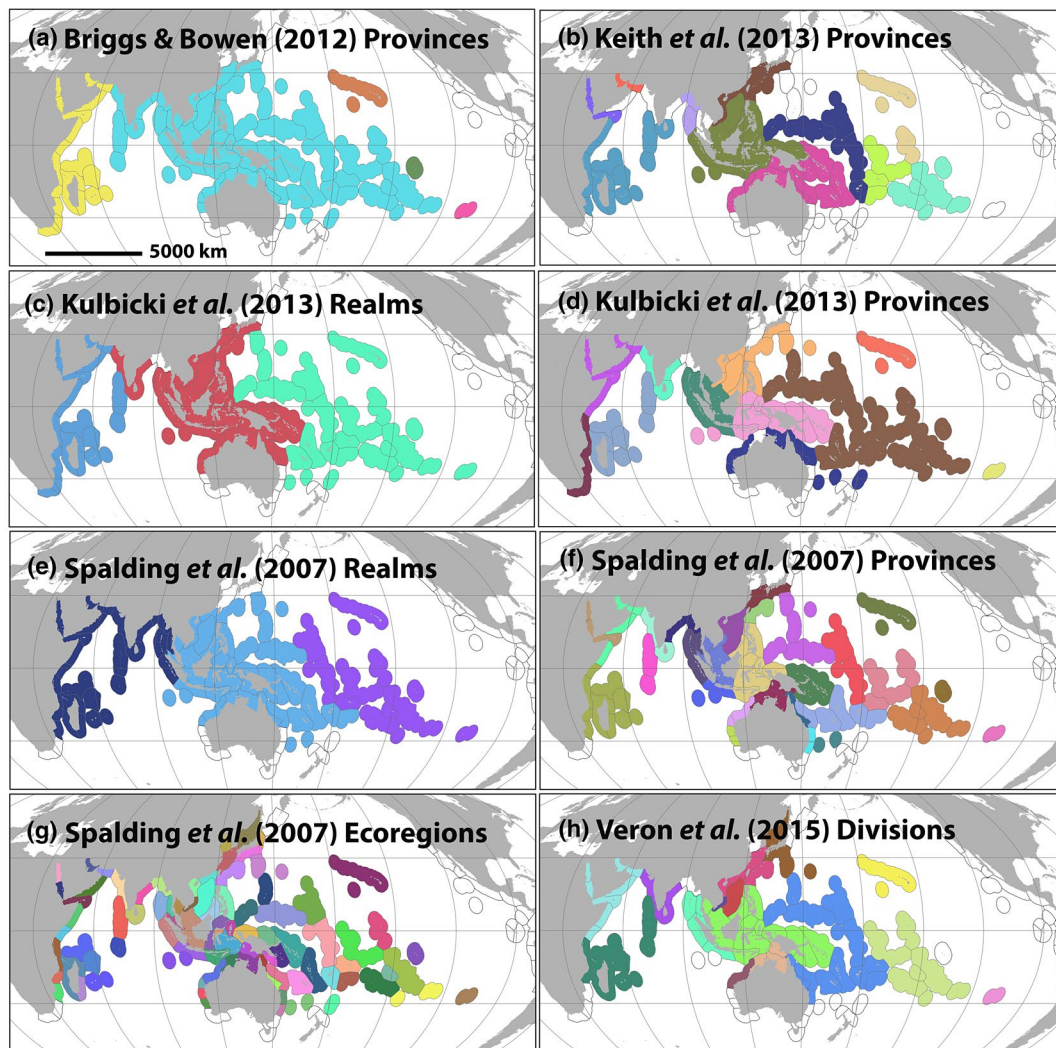 (a) Briggs & Bowen (2012) Provinces
5000 km
(b) Keith et al. (2013) Provinces
(c) Kulbicki et al. (2013) Realms
(d) Kulbicki et al. (2013) Provinces
(e) Spalding et al. (2007) Realms
(f) Spalding et al. (2007) Provinces
(g) Spalding et al. (2007) Ecoregions
(h) Veron et al. (2015) Divisions